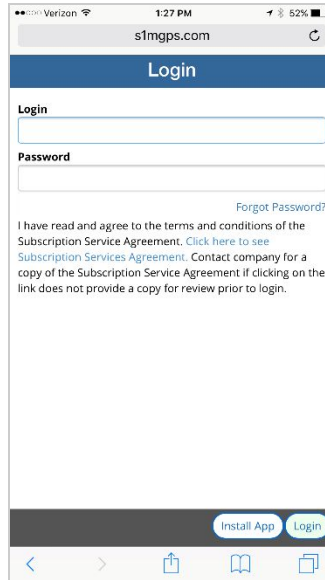 Verizon 1:27 PM 52%
s1mgps.com
Login
Login
Password
Forgot Password?
I have read and agree to the terms and conditions of the
Subscription Service Agreement. Click here to see
Subscription Services Agreement. Contact company for a
copy of the Subscription Service Agreement if clicking on the
link does not provide a copy for review prior to login.
Install App Login